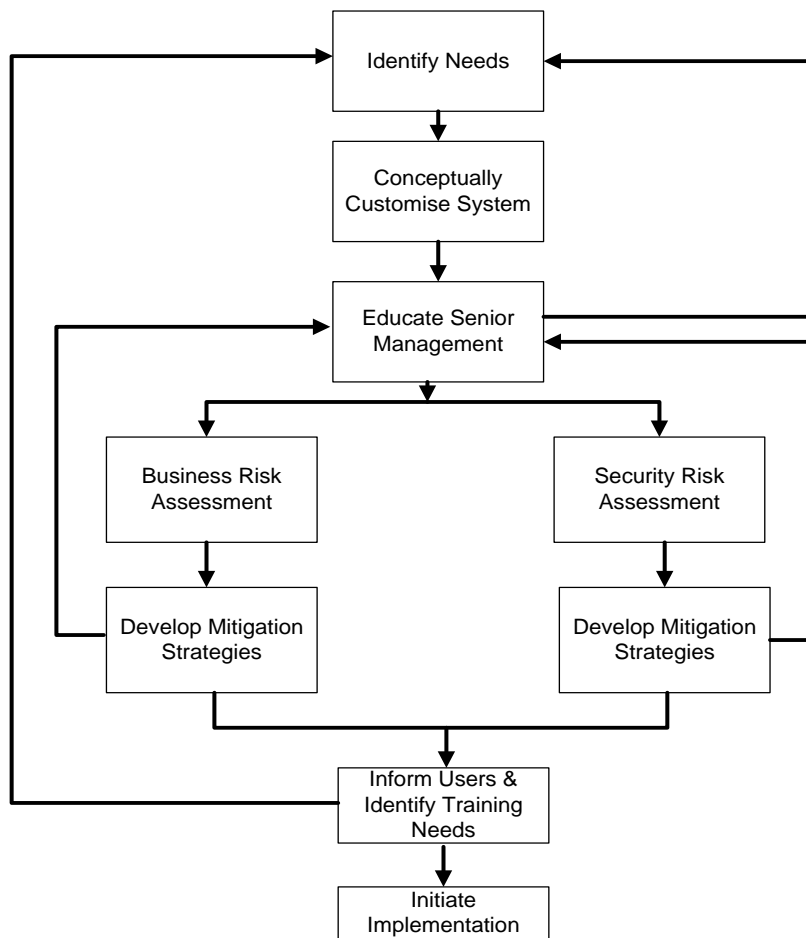 Identify Needs
Conceptually
Customise System
Educate Senior
Management
Business Risk
Assessment
Security Risk
Assessment
Develop Mitigation
Strategies
Develop Mitigation
Strategies
Inform Users &
Identify Training
Needs
Initiate
Implementation